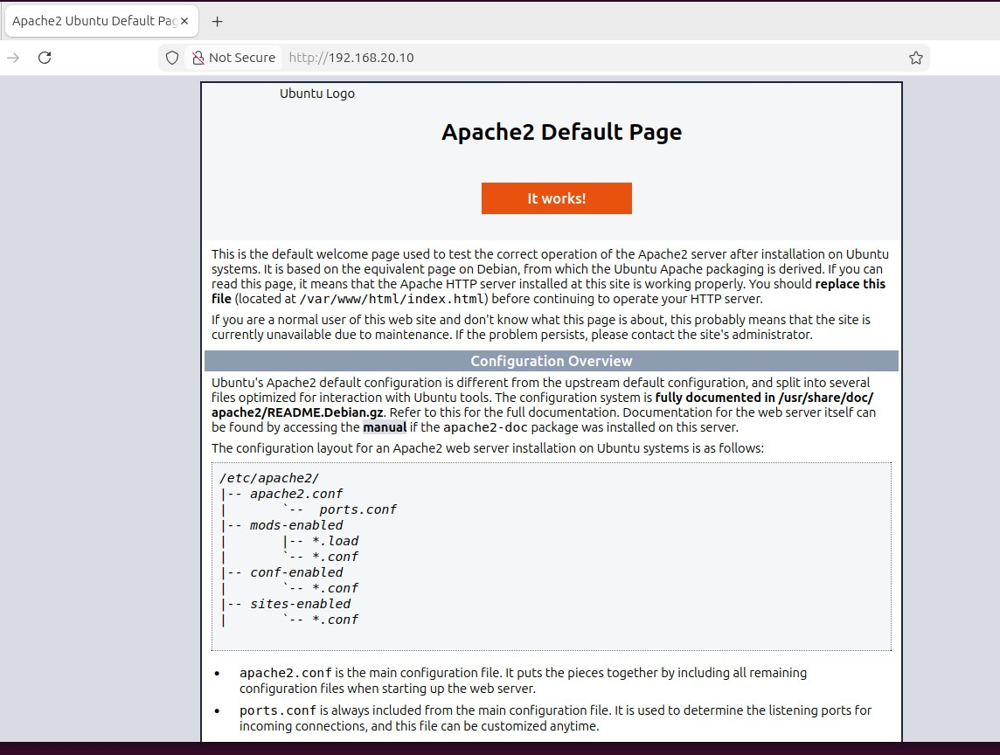 Apache2 Ubuntu Default Pag
Not Secure http://192.168.20.10
Ubuntu Logo
Apache2 Default Page
It works!
This is the default welcome page used to test the correct operation of the Apache2 server after installation on Ubuntu
systems. It is based on the equivalent page on Debian, from which the Ubuntu Apache packaging is derived. If you can
read this page, it means that the Apache HTTP server installed at this site is working properly. You should replace this
file (located at /var/www/html/index.html) before continuing to operate your HTTP server.
If you are a normal user of this web site and don't know what this page is about, this probably means that the site is
currently unavailable due to maintenance. If the problem persists, please contact the site's administrator.
Configuration Overview
Ubuntu's Apache2 default configuration is different from the upstream default configuration, and split into several
files optimized for interaction with Ubuntu tools. The configuration system is fully documented in /usr/share/doc/
apache2/README.Debian.gz. Refer to this for the full documentation. Documentation for the web server itself can
be found by accessing the manual if the apache2-doc package was installed on this server.
The configuration layout for an Apache2 web server installation on Ubuntu systems is as follows:
/etc/apache2/
|-- apache2.conf
|       `--  ports.conf
|-- mods-enabled
|       |-- *.load
|       `-- *.conf
|-- conf-enabled
|       `-- *.conf
|-- sites-enabled
|       `-- *.conf
• apache2.conf is the main configuration file. It puts the pieces together by including all remaining
configuration files when starting up the web server.
• ports.conf is always included from the main configuration file. It is used to determine the listening ports for
incoming connections, and this file can be customized anytime.